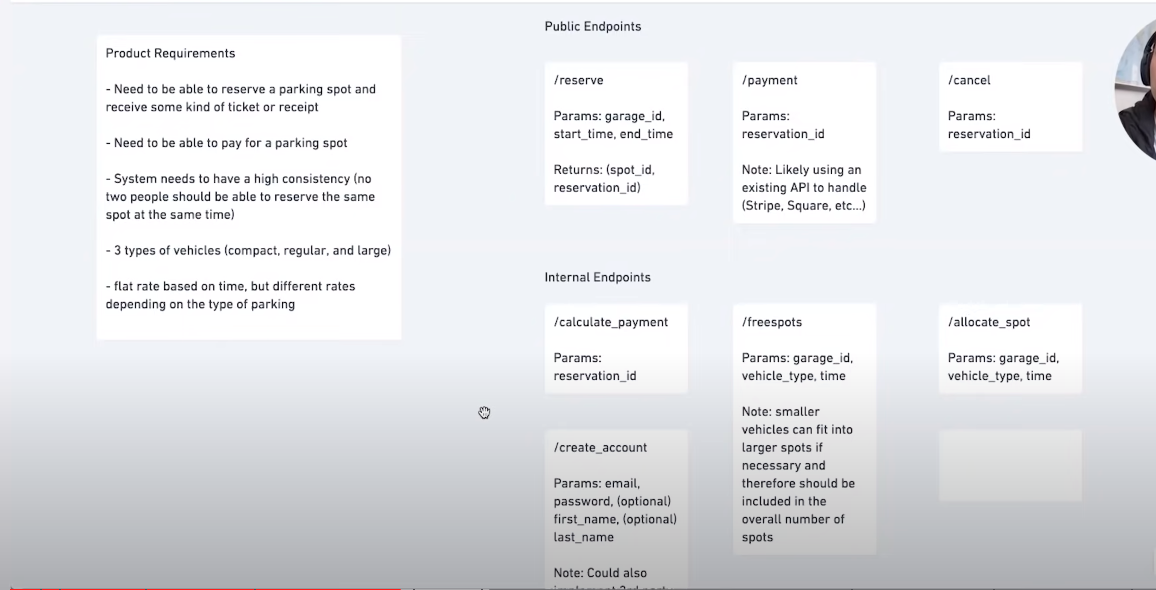 Product Requirements
- Need to be able to reserve a parking spot and
receive some kind of ticket or receipt
- Need to be able to pay for a parking spot
- System needs to have a high consistency (no
two people should be able to reserve the same
spot at the same time)
- 3 types of vehicles (compact, regular, and large)
- flat rate based on time, but different rates
depending on the type of parking
Public Endpoints
/reserve
Params: garage_id,
start_time, end_time
Returns: (spot_id,
reservation_id)
/payment
Params:
reservation_id
Note: Likely using an
existing API to handle
(Stripe, Square, etc...)
/cancel
Params:
reservation_id
Internal Endpoints
/calculate_payment
Params:
reservation_id
/freespots
Params: garage_id,
vehicle_type, time
Note: smaller
vehicles can fit into
larger spots if
necessary and
therefore should be
included in the
overall number of
spots
/allocate_spot
Params: garage_id,
vehicle_type, time
/create_account
Params: email,
password, (optional)
first_name, (optional)
last_name
Note: Could also